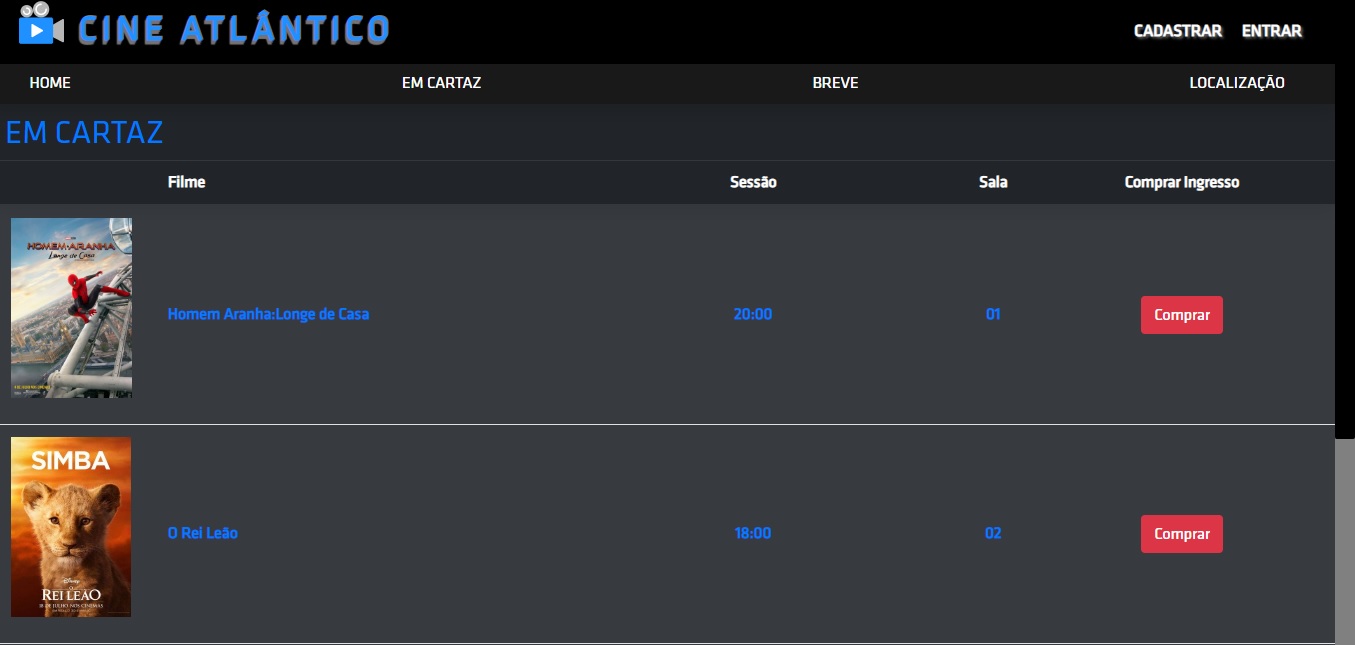 CINE ATLÂNTICO
CADASTRAR ENTRAR
HOME EM CARTAZ BREVE LOCALIZAÇÃO
EM CARTAZ
Filme Sessão Sala Comprar Ingresso
HOMEM-ARANHA
Longe de Casa
Homem Aranha:Longe de Casa 20:00 01 Comprar
SIMBA
O Rei Leão 18:00 02 Comprar
Disney
O
REI LEÃO
18 DE JULHO NOS CINEMAS